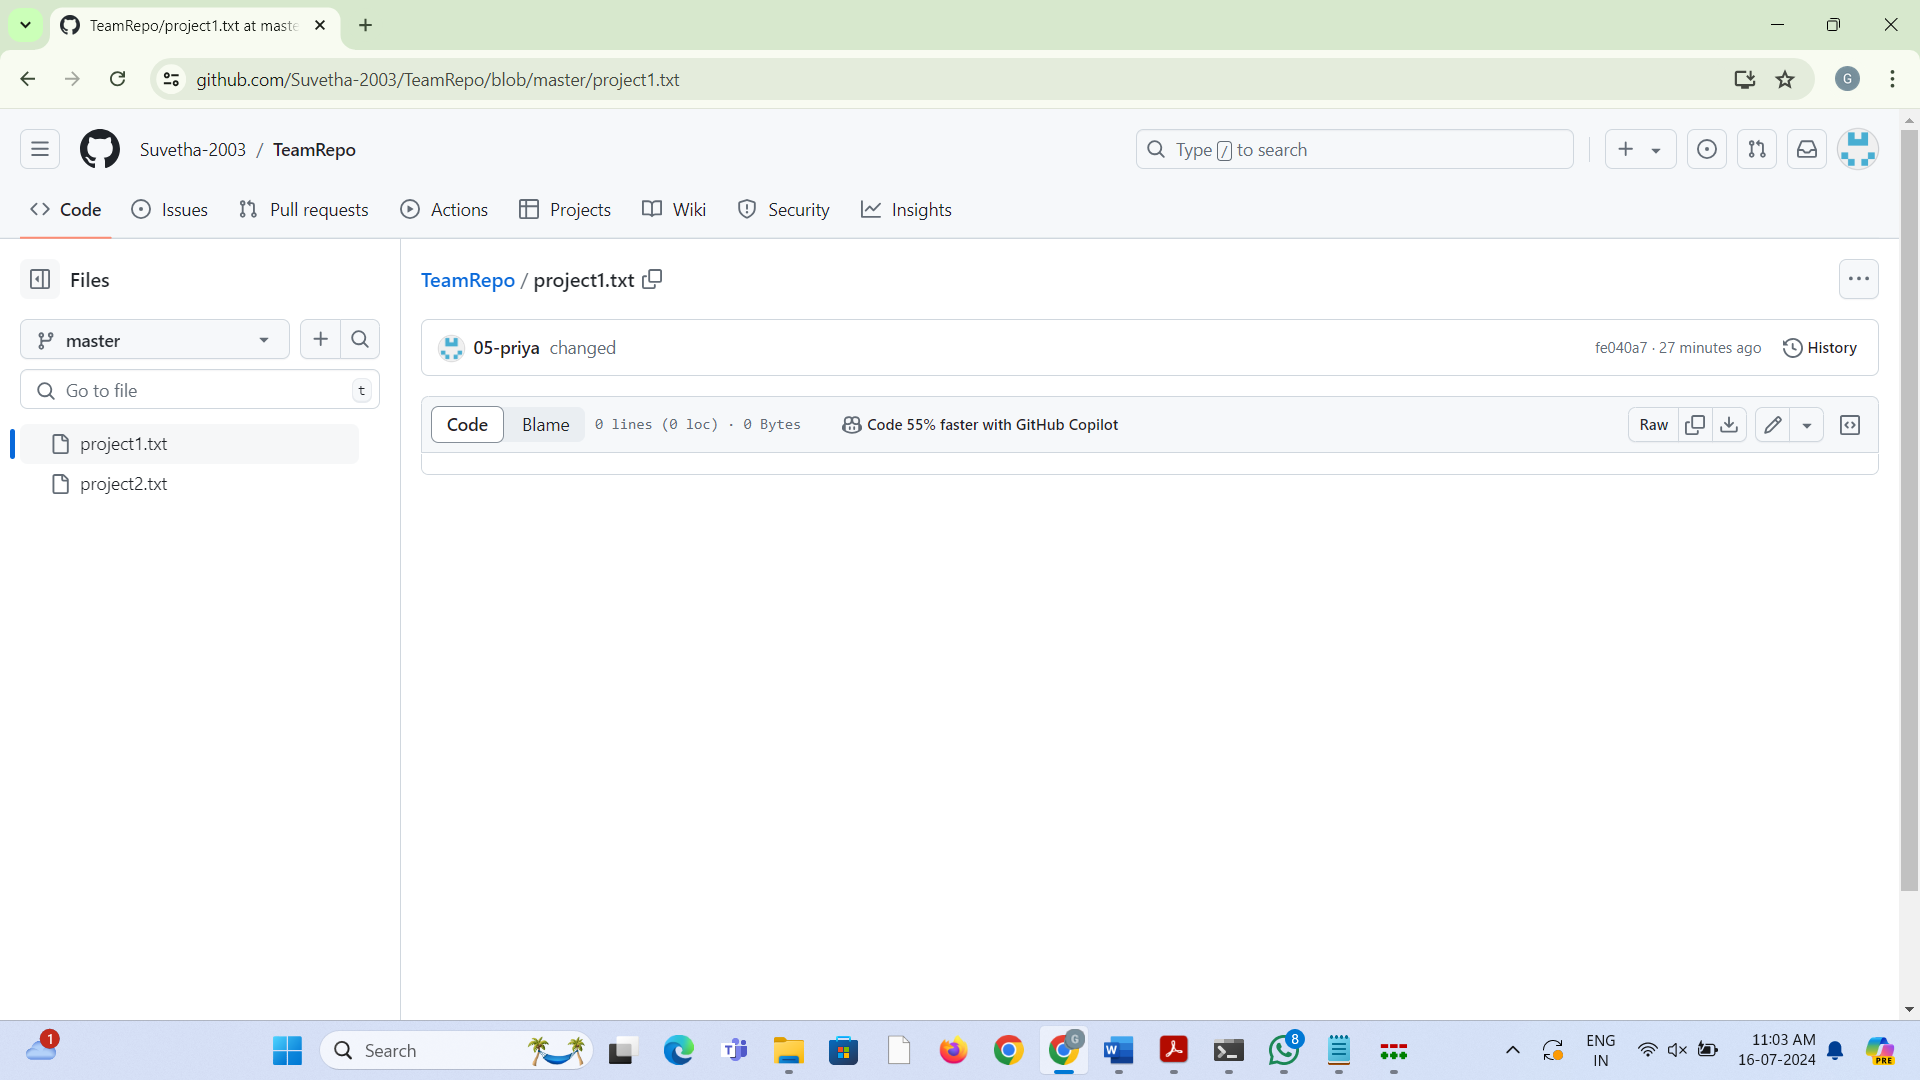 TeamRepo/project1.txt at maste
github.com/Suvetha-2003/TeamRepo/blob/master/project1.txt
G
Suvetha-2003 / TeamRepo
Type / to search
Code
Issues
Pull requests
Actions
Projects
Wiki
Security
Insights
Files
master
Go to file
t
project1.txt
project2.txt
TeamRepo / project1.txt
05-priya changed
fe040a7 · 27 minutes ago
History
Code
Blame
0 lines (0 loc) · 0 Bytes
Code 55% faster with GitHub Copilot
Raw
1
Search
G
8
ENG
IN
11:03 AM
16-07-2024
PRE